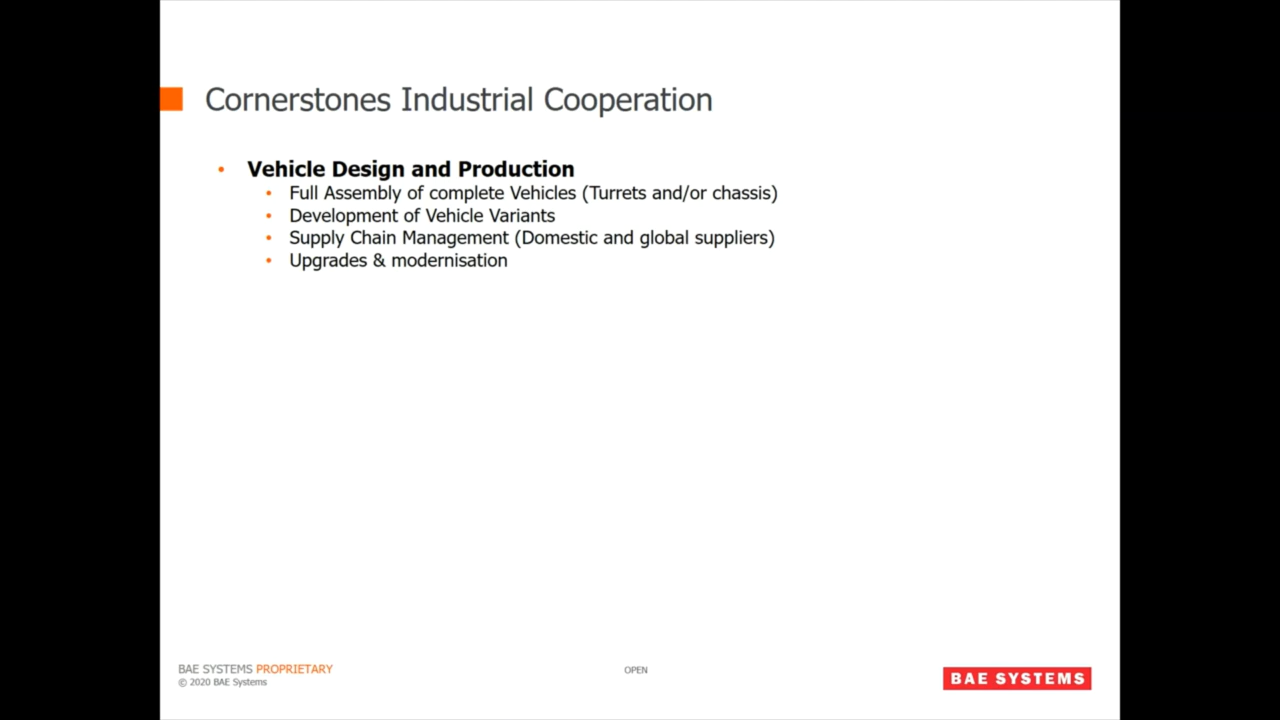 Cornerstones Industrial Cooperation
• Vehicle Design and Production
• Full Assembly of complete Vehicles (Turrets and/or chassis)
• Development of Vehicle Variants
• Supply Chain Management (Domestic and global suppliers)
• Upgrades & modernisation
BAE SYSTEMS PROPRIETARY
© 2020 BAE Systems
OPEN
BAE SYSTEMS